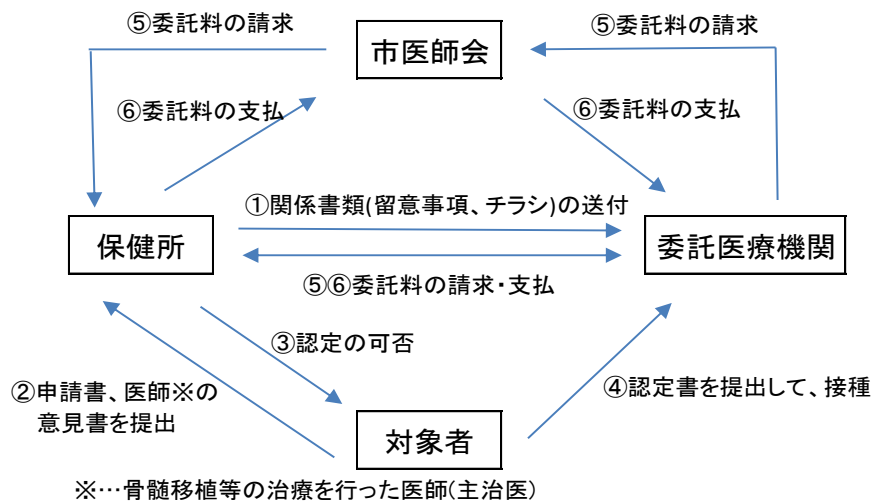 ⑤委託料の請求
⑤委託料の請求
市医師会
⑥委託料の支払
⑥委託料の支払
①関係書類(留意事項、チラシ)の送付
保健所
委託医療機関
⑤⑥委託料の請求・支払
③認定の可否
②申請書、医師※の
意見書を提出
④認定書を提出して、接種
対象者
※…骨髄移植等の治療を行った医師(主治医)